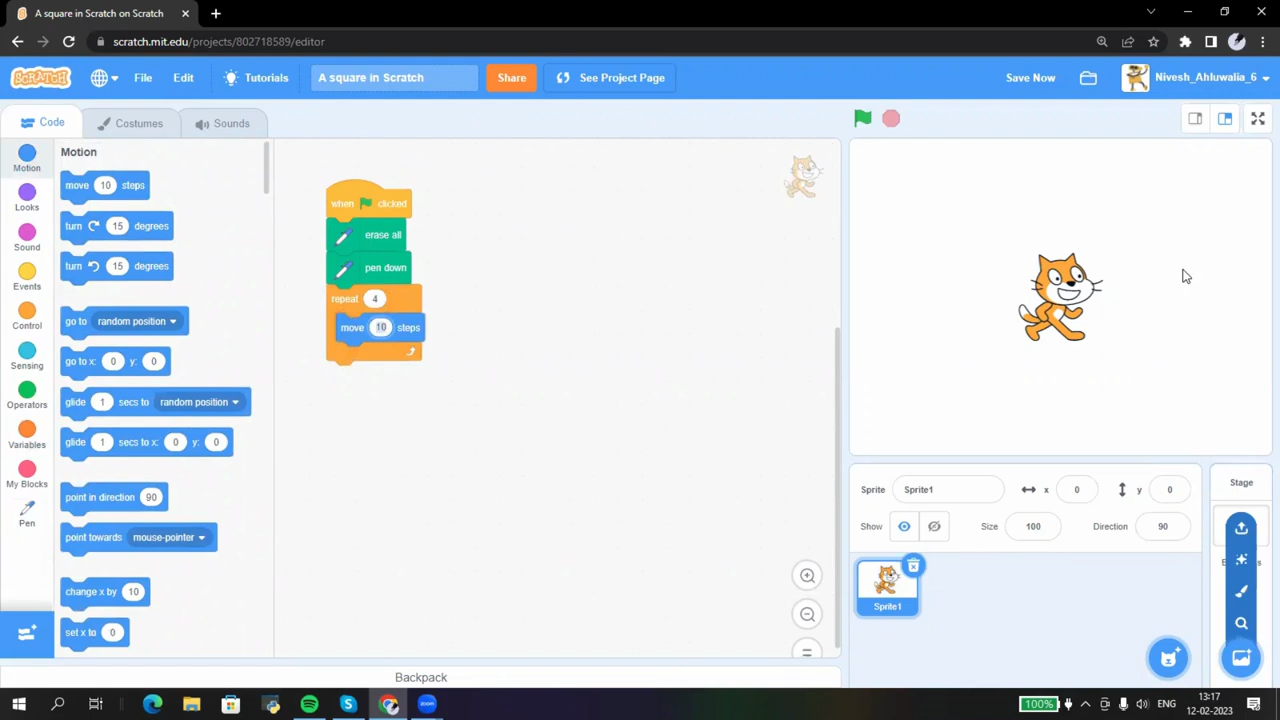 A square in Scratch on Scratch
scratch.mit.edu/projects/802718589/editor
SCRATCH
File
Edit
Tutorials
A square in Scratch
Share
See Project Page
Save Now
Nivesh_Ahluwalia_6
Code
Costumes
Sounds
Motion
Looks
Sound
Events
Control
Sensing
Operators
Variables
My Blocks
Pen
Motion
move 10 steps
turn 15 degrees
turn 15 degrees
go to random position
go to x: 0 y: 0
glide 1 secs to random position
glide 1 secs to x: 0 y: 0
point in direction 90
point towards mouse-pointer
change x by 10
set x to 0
when clicked
erase all
pen down
repeat 4
move 10 steps
Backpack
Sprite Sprite1 x 0 y 0
Show Size 100 Direction 90
Sprite1
Stage
100%
ENG
13:17
12-02-2023